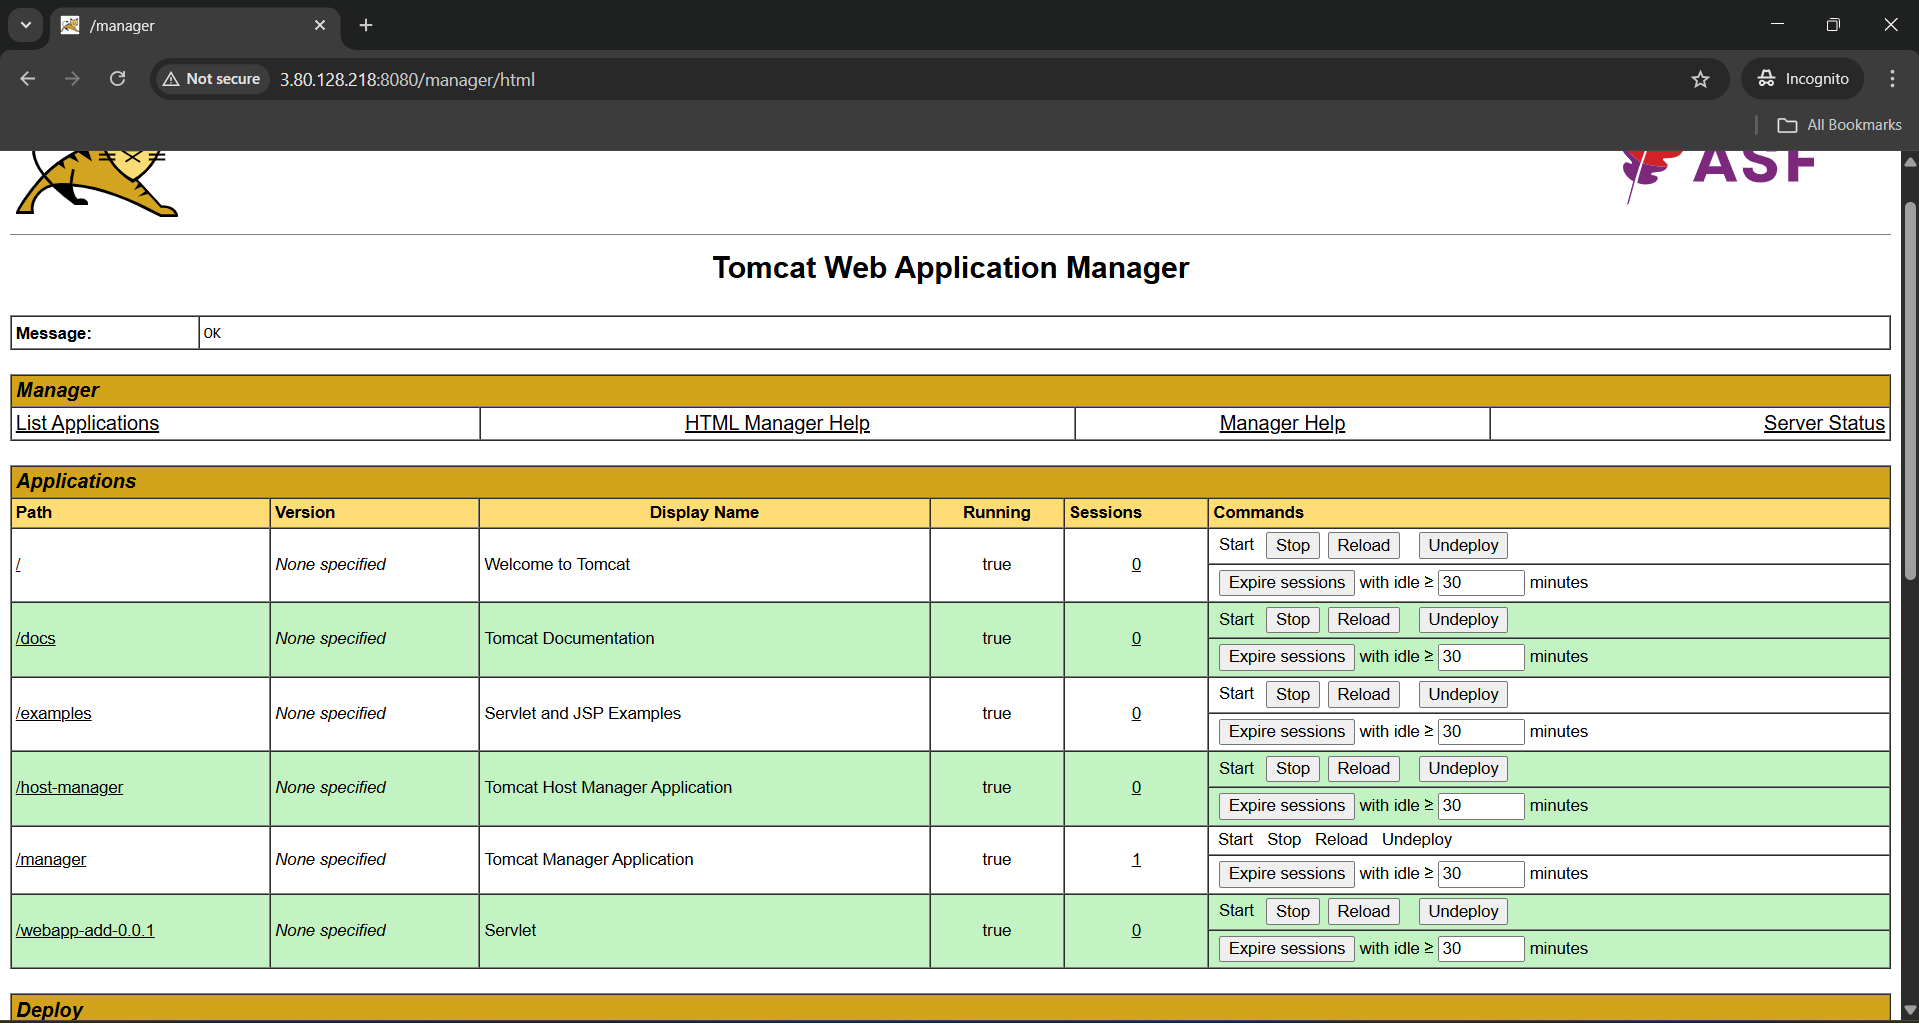 /manager
Not secure 3.80.128.218:8080/manager/html Incognito
All Bookmarks
ASF
Tomcat Web Application Manager
Message: OK
Manager
List Applications HTML Manager Help Manager Help Server Status
Applications
Path Version Display Name Running Sessions Commands
/ None specified Welcome to Tomcat true 0 Start Stop Reload Undeploy
Expire sessions with idle ≥ 30 minutes
/docs None specified Tomcat Documentation true 0 Start Stop Reload Undeploy
Expire sessions with idle ≥ 30 minutes
/examples None specified Servlet and JSP Examples true 0 Start Stop Reload Undeploy
Expire sessions with idle ≥ 30 minutes
/host-manager None specified Tomcat Host Manager Application true 0 Start Stop Reload Undeploy
Expire sessions with idle ≥ 30 minutes
/manager None specified Tomcat Manager Application true 1 Start Stop Reload Undeploy
Expire sessions with idle ≥ 30 minutes
/webapp-add-0.0.1 None specified Servlet true 0 Start Stop Reload Undeploy
Expire sessions with idle ≥ 30 minutes
Deploy